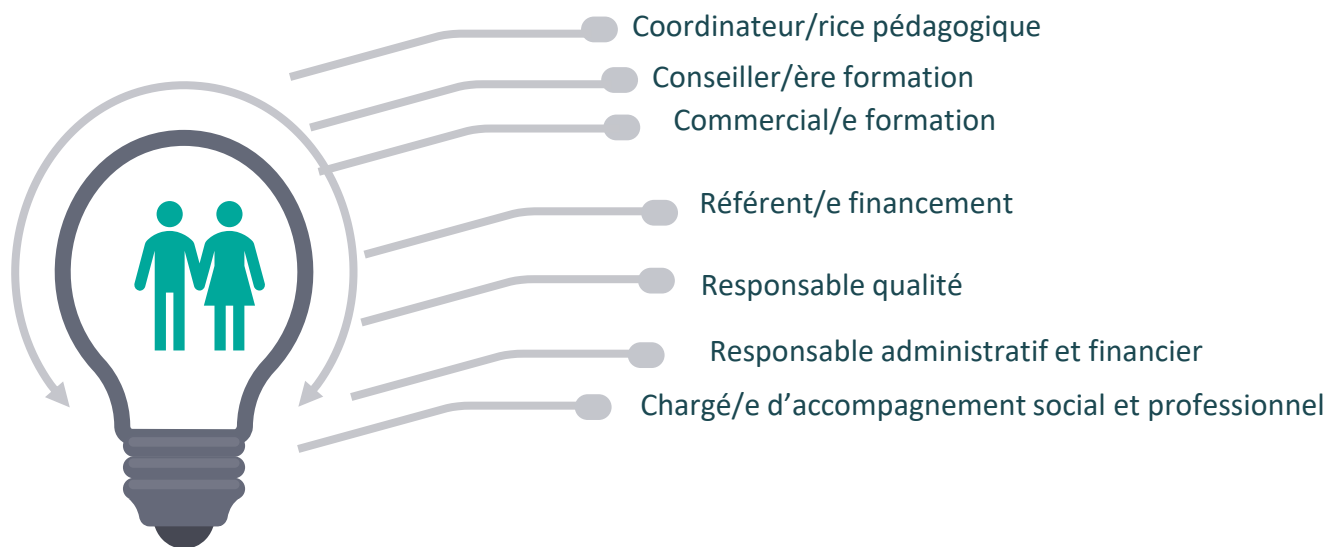 Coordinateur/rice pédagogique
Conseiller/ère formation
Commercial/e formation
Référent/e financement
Responsable qualité
Responsable administratif et financier
Chargé/e d’accompagnement social et professionnel